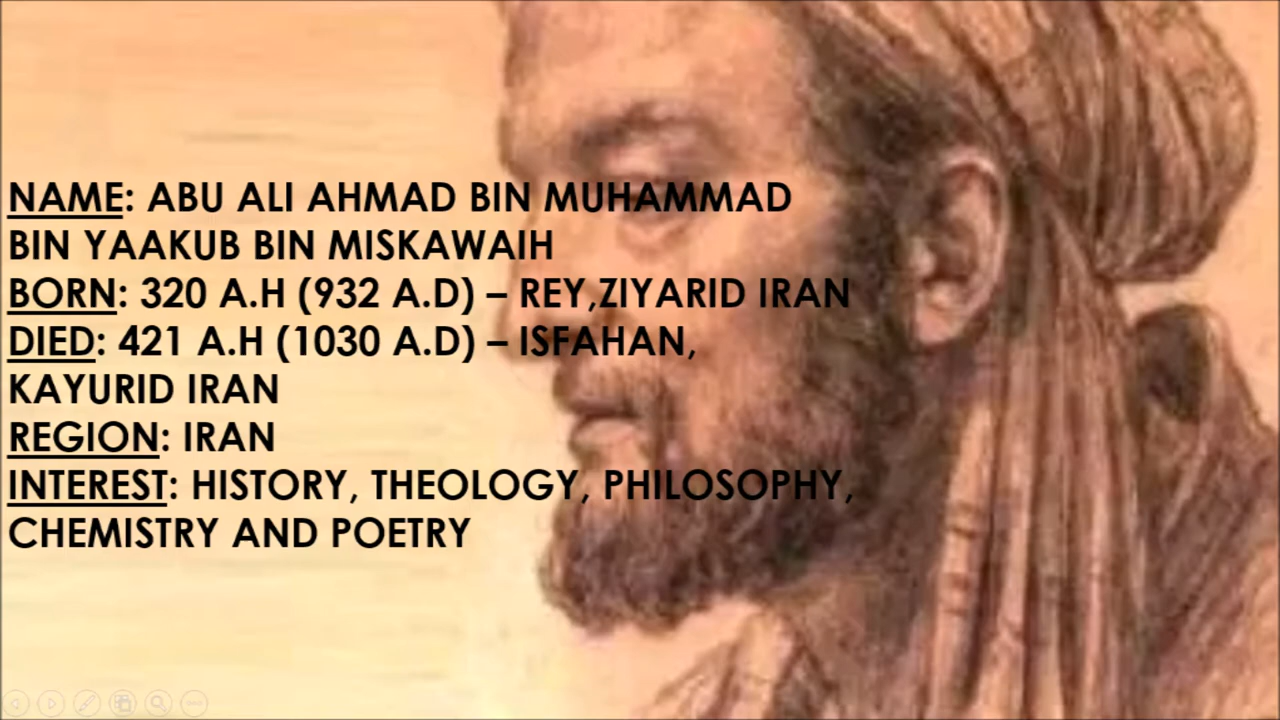 NAME: ABU ALI AHMAD BIN MUHAMMAD
BIN YAAKUB BIN MISKAWAIH
BORN: 320 A.H (932 A.D) – REY,ZIYARID IRAN
DIED: 421 A.H (1030 A.D) – ISFAHAN,
KAYURID IRAN
REGION: IRAN
INTEREST: HISTORY, THEOLOGY, PHILOSOPHY,
CHEMISTRY AND POETRY